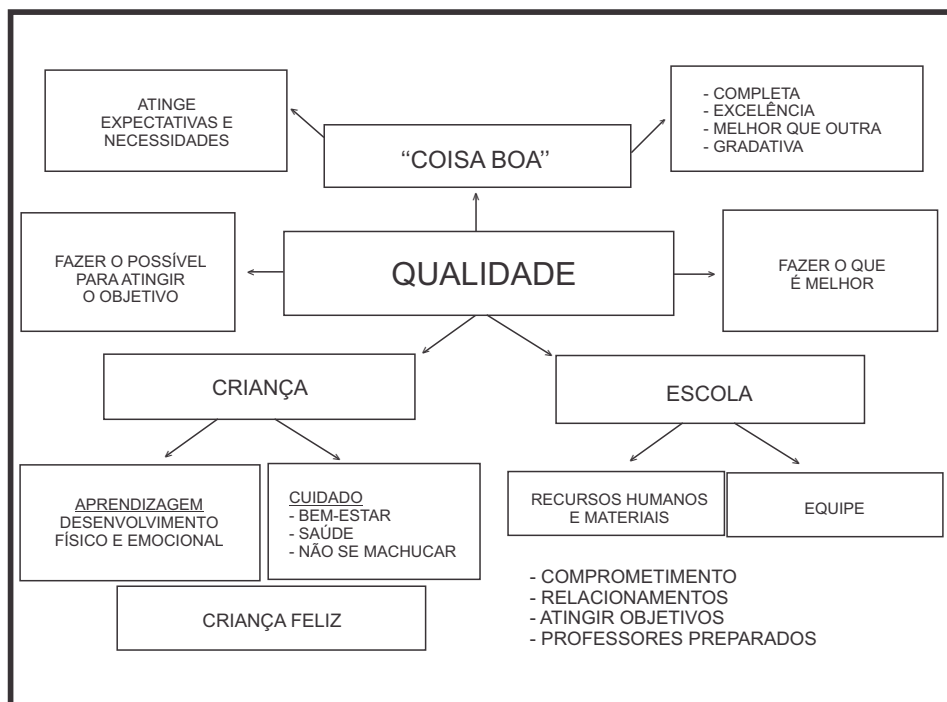 ATINGE
EXPECTATIVAS E
NECESSIDADES
- COMPLETA
- EXCELÊNCIA
- MELHOR QUE OUTRA
- GRADATIVA
“COISA BOA”
FAZER O POSSÍVEL
PARA ATINGIR
O OBJETIVO
QUALIDADE
FAZER O QUE
É MELHOR
CRIANÇA
ESCOLA
APRENDIZAGEM
DESENVOLVIMENTO
FÍSICO E EMOCIONAL
CUIDADO
- BEM-ESTAR
- SAÚDE
- NÃO SE MACHUCAR
RECURSOS HUMANOS
E MATERIAIS
EQUIPE
CRIANÇA FELIZ
- COMPROMETIMENTO
- RELACIONAMENTOS
- ATINGIR OBJETIVOS
- PROFESSORES PREPARADOS